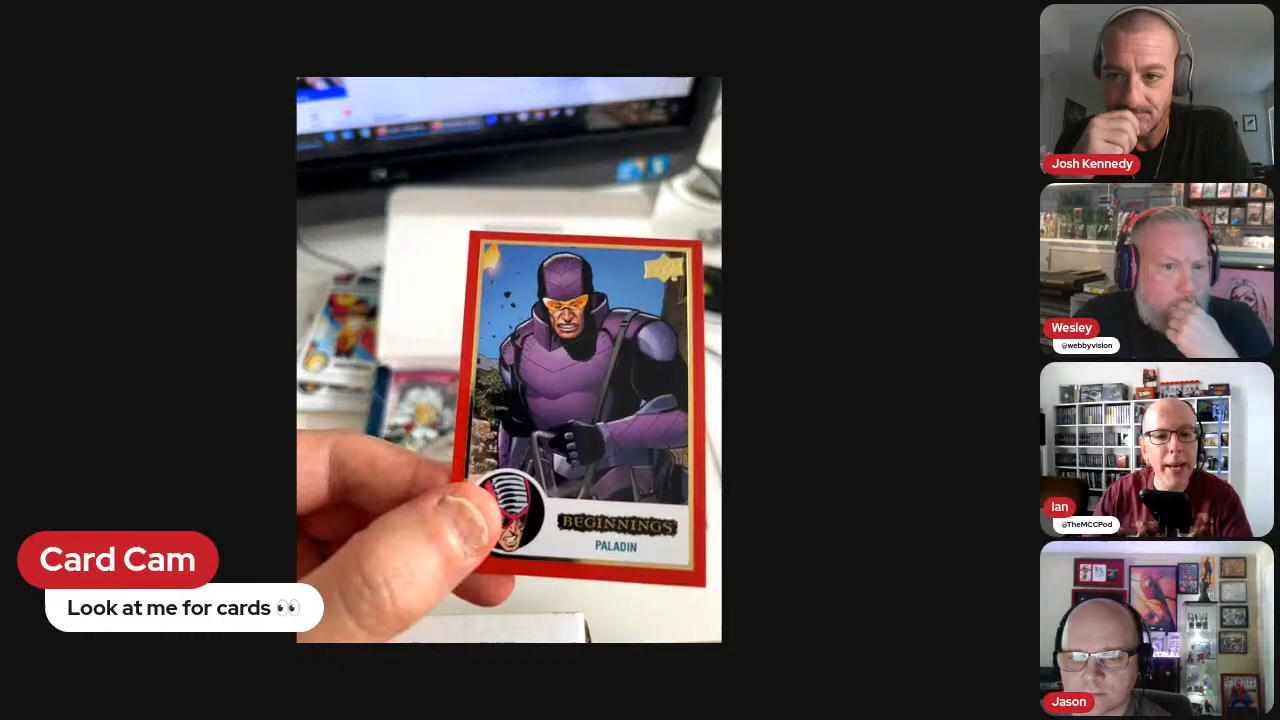 Josh Kennedy
Wesley
@webbyvision
Ian
@TheMCCPod
Jason
BEGINNINGS
PALADIN
Card Cam
Look at me for cards 👀